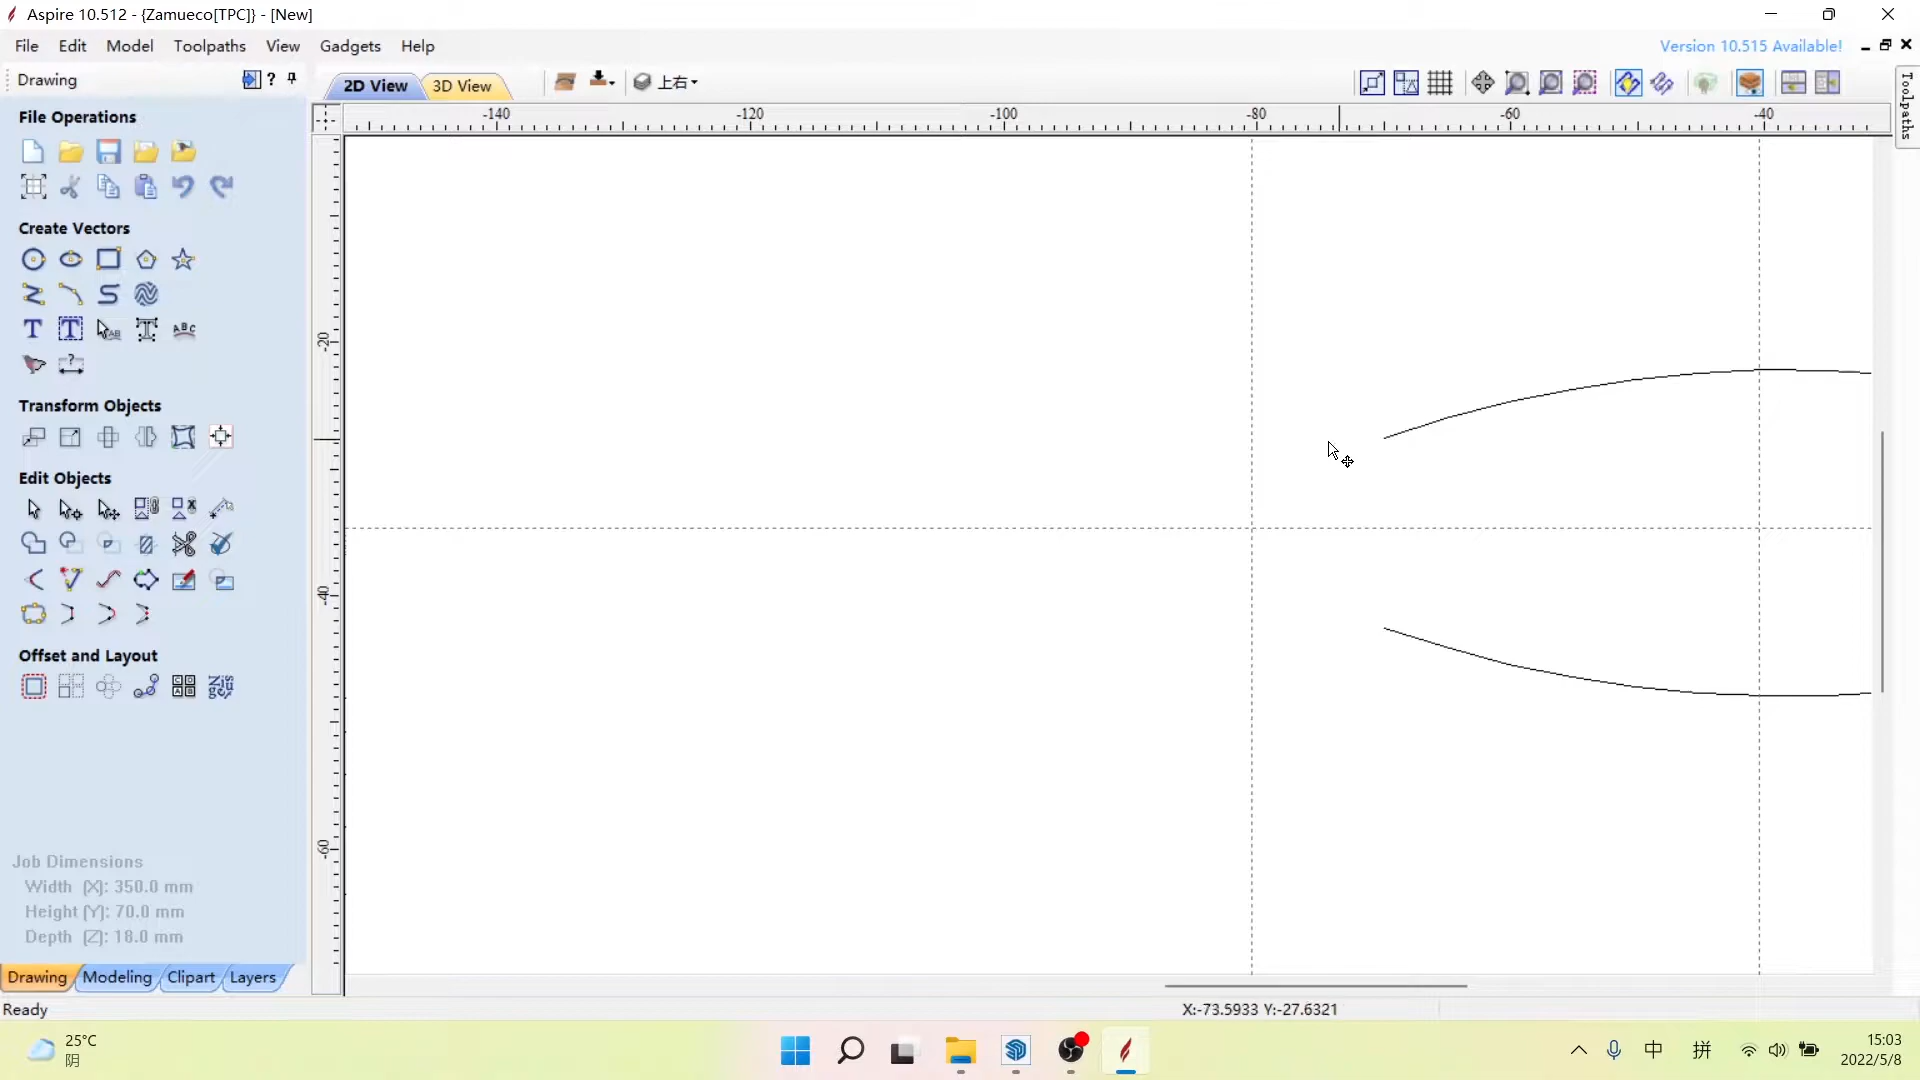 Aspire 10.512 - {Zamueco[TPC]} - [New]
File Edit Model Toolpaths View Gadgets Help
Version 10.515 Available!
Drawing
2D View 3D View
上右
Toolpaths
File Operations
-140 -120 -100 -80 -60 -40
Create Vectors
-20
Transform Objects
Edit Objects
-40
Offset and Layout
-60
Job Dimensions
Width (X): 350.0 mm
Height (Y): 70.0 mm
Depth (Z): 18.0 mm
Drawing Modeling Clipart Layers
Ready
X:-73.5933 Y:-27.6321
25°C
阴
中
拼
15:03
2022/5/8